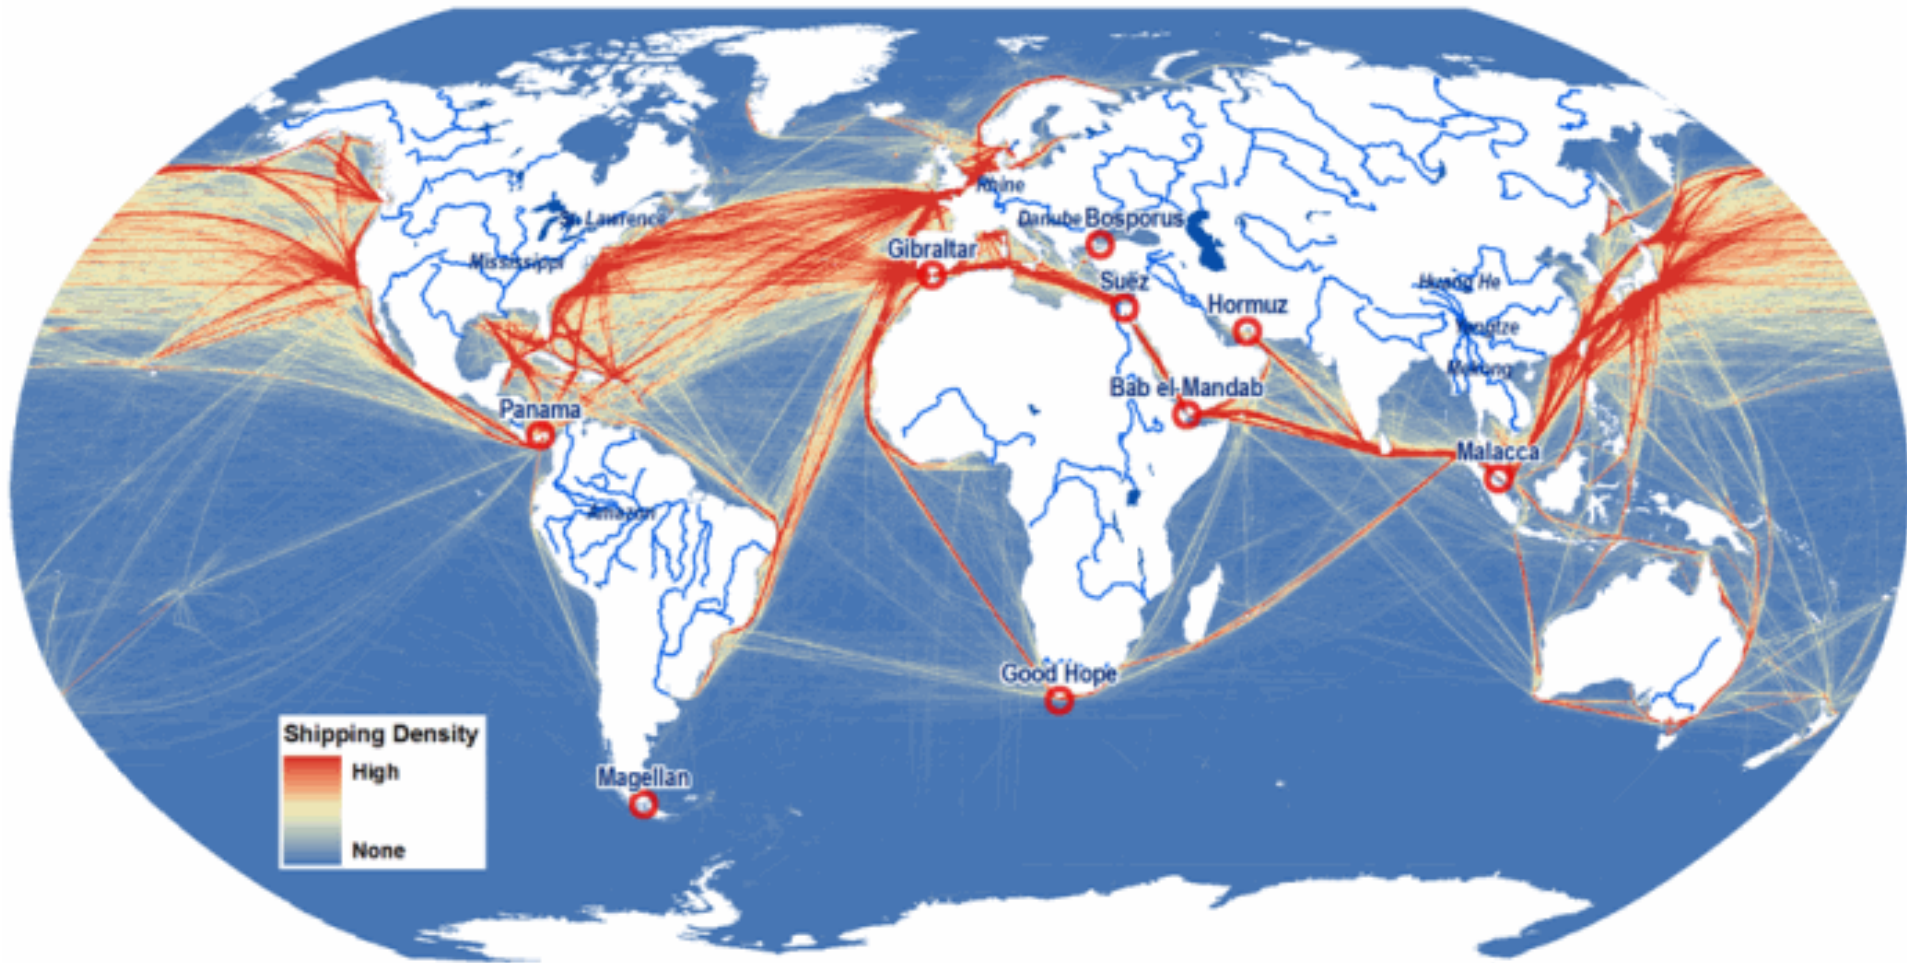 Rhine
St. Laurence
Danube
Bosporus
Gibraltar
Mississippi
Suez
Huang He
Hormuz
Yangtze
Mekong
Bab el-Mandab
Panama
Malacca
Amazon
Good Hope
Shipping Density
High
None
Magellan